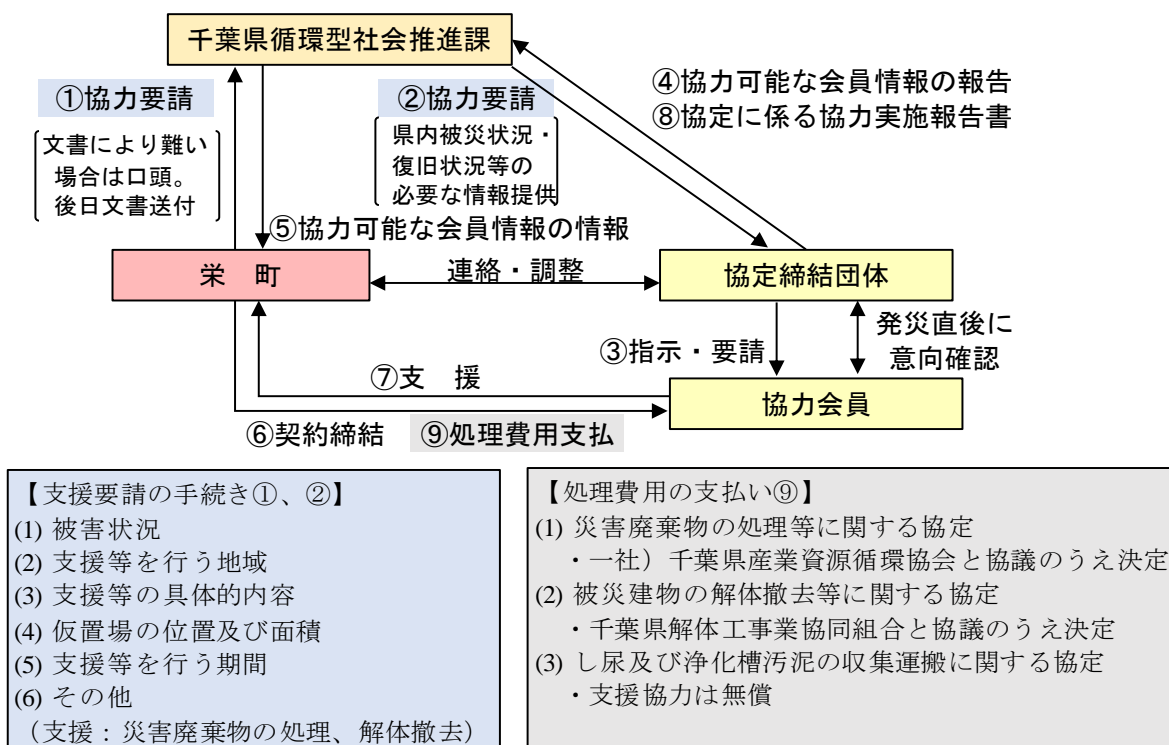 千葉県循環型社会推進課
①協力要請
文書により難い
場合は口頭。
後日文書送付
②協力要請
県内被災状況・
復旧状況等の
必要な情報提供
④協力可能な会員情報の報告
⑧協定に係る協力実施報告書
⑤協力可能な会員情報の情報
栄　町
連絡・調整
協定締結団体
③指示・要請
発災直後に
意向確認
⑦支　援
協力会員
⑥契約締結
⑨処理費用支払
【支援要請の手続き①、②】
(1) 被害状況
(2) 支援等を行う地域
(3) 支援等の具体的内容
(4) 仮置場の位置及び面積
(5) 支援等を行う期間
(6) その他
（支援：災害廃棄物の処理、解体撤去）
【処理費用の支払い⑨】
(1) 災害廃棄物の処理等に関する協定
・一社）千葉県産業資源循環協会と協議のうえ決定
(2) 被災建物の解体撤去等に関する協定
・千葉県解体工事業協同組合と協議のうえ決定
(3) し尿及び浄化槽汚泥の収集運搬に関する協定
・支援協力は無償